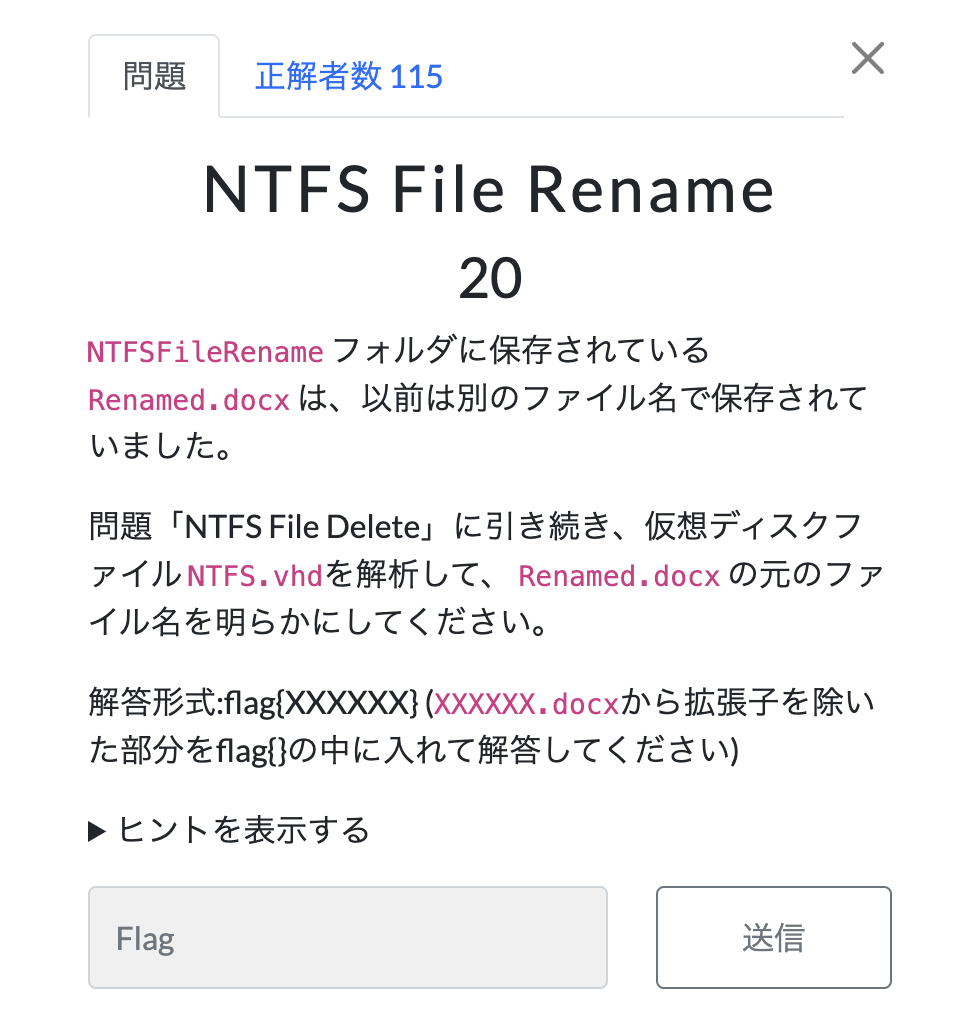 問題
正解者数 115
NTFS File Rename
20
NTFSFileRename フォルダに保存されている
Renamed.docx は、以前は別のファイル名で保存されて
いました。
問題「NTFS File Delete」に引き続き、仮想ディスクフ
ァイルNTFS.vhdを解析して、 Renamed.docx の元のファ
イル名を明らかにしてください。
解答形式:flag{XXXXXX} (XXXXXX.docxから拡張子を除い
た部分をflag{}の中に入れて解答してください)
▶ ヒントを表示する
Flag
送信